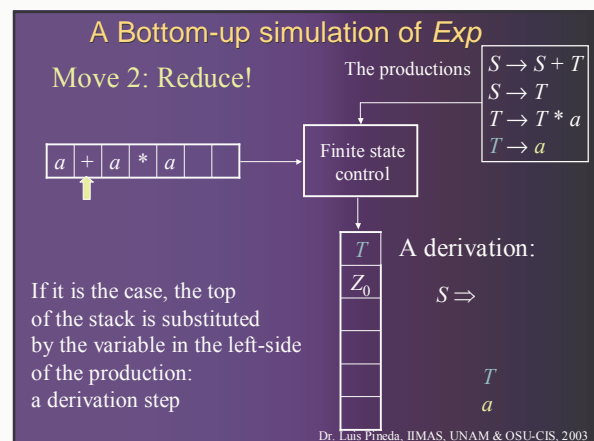 A Bottom-up simulation of Exp
Move 2: Reduce!
The productions
S → S + T
S → T
T → T * a
T → a
a + a * a
Finite state
control
T
Z₀
A derivation:
S ⇒
If it is the case, the top
of the stack is substituted
by the variable in the left-side
of the production:
a derivation step
T
a
Dr. Luis Pineda, IIMAS, UNAM & OSU-CIS, 2003